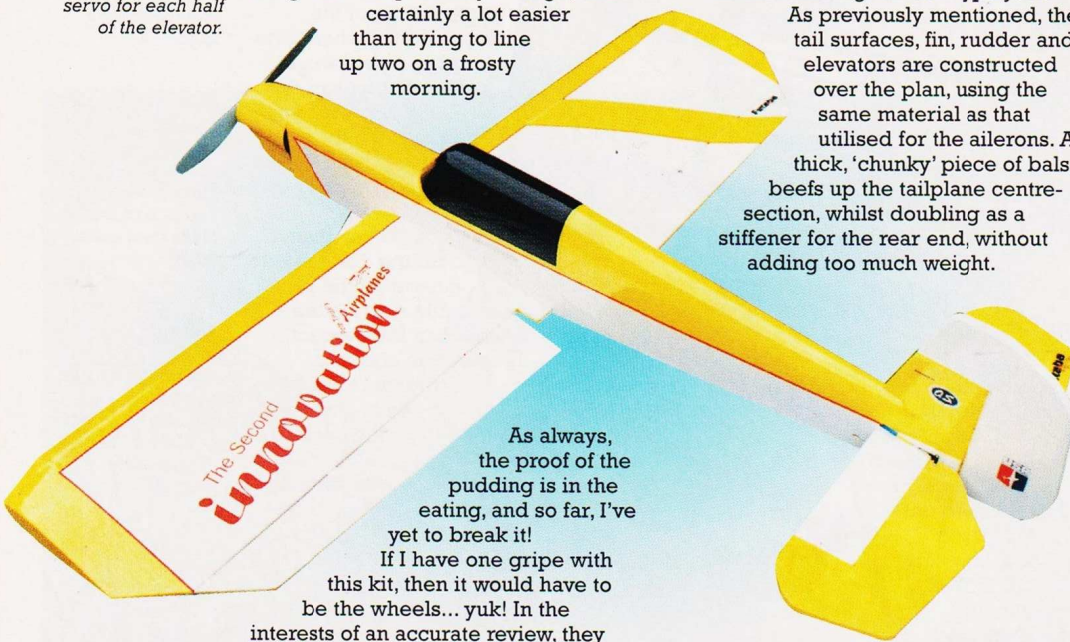 servo for each half
of the elevator.
certainly a lot easier
than trying to line
up two on a frosty
morning.
As previously mentioned, the
tail surfaces, fin, rudder and
elevators are constructed
over the plan, using the
same material as that
utilised for the ailerons. A
thick, ‘chunky’ piece of bals
beefs up the tailplane centre-
section, whilst doubling as a
stiffener for the rear end, without
adding too much weight.
Futaba
Airplanes
The Second
innovation
As always,
the proof of the
pudding is in the
eating, and so far, I’ve
yet to break it!
If I have one gripe with
this kit, then it would have to
be the wheels... yuk! In the
interests of an accurate review, they